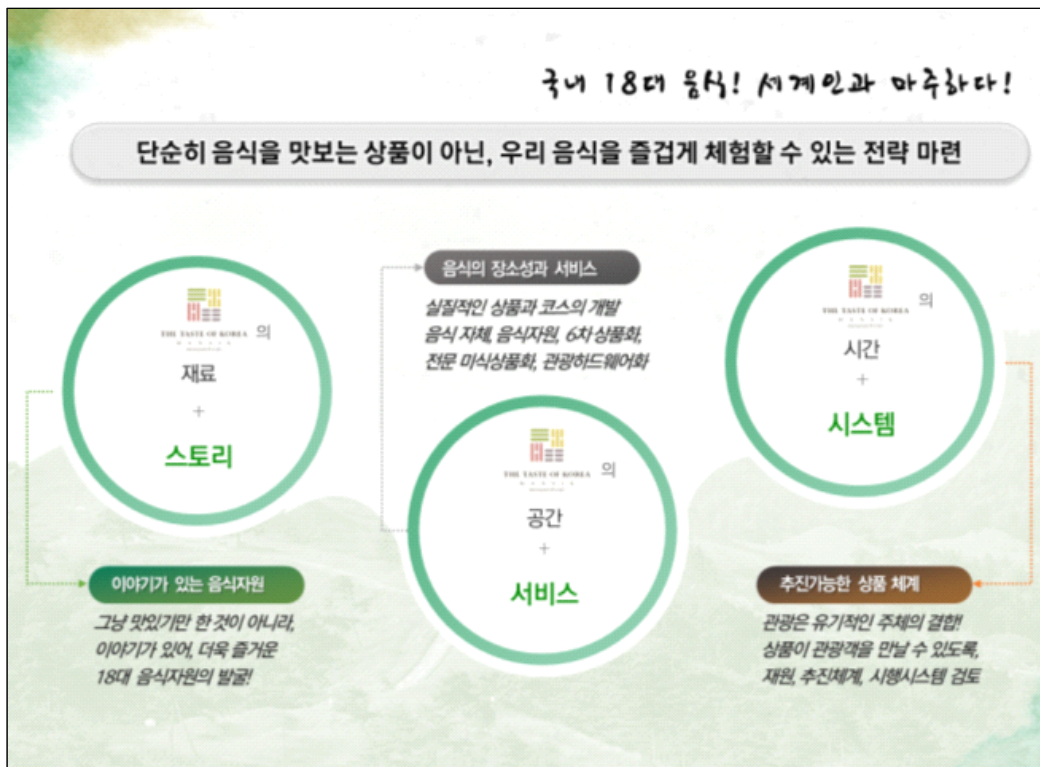 국내 18대 음식! 세계인과 마주하다!
단순히 음식을 맛보는 상품이 아닌, 우리 음식을 즐겁게 체험할 수 있는 전략 마련
THE TASTE OF KOREA 의
HANSIK
재료
+
스토리
이야기가 있는 음식자원
그냥 맛있기만 한 것이 아니라,
이야기가 있어, 더욱 즐거운
18대 음식자원의 발굴!
음식의 장소성과 서비스
실질적인 상품과 코스의 개발
음식 자체, 음식자원, 6차 상품화,
전문 미식상품화, 관광하드웨어화
THE TASTE OF KOREA 의
HANSIK
공간
+
서비스
THE TASTE OF KOREA 의
HANSIK
시간
+
시스템
추진가능한 상품 체계
관광은 유기적인 주체의 결합!
상품이 관광객을 만날 수 있도록,
재원, 추진체계, 시행시스템 검토